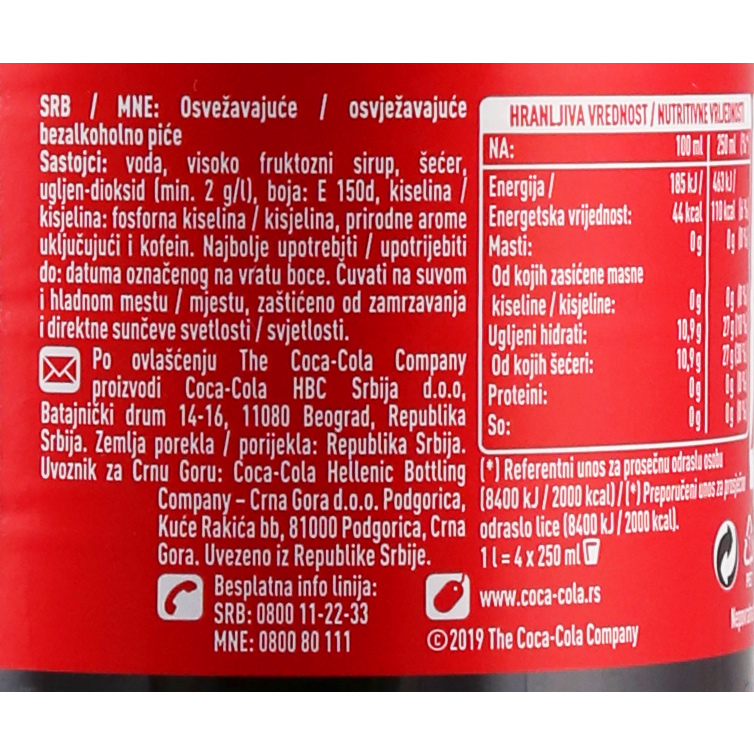 SRB / MNE: Osvežavajuće / osvježavajuće
bezalkoholno piće
Sastojci: voda, visoko fruktozni sirup, šećer,
ugljen-dioksid (min. 2 g/l), boja: E 150d, kiselina /
kisjelina: fosforna kiselina / kisjelina, prirodne arome
uključujući i kofein. Najbolje upotrebiti / upotrijebiti
do: datuma označenog na vratu boce. Čuvati na suvom
i hladnom mestu / mjestu, zaštićeno od zamrzavanja
i direktne sunčeve svetlosti / svjetlosti.
Po ovlašćenju The Coca-Cola Company
proizvodi Coca-Cola HBC Srbija d.o.o,
Batajnički drum 14-16, 11080 Beograd, Republika
Srbija. Zemlja porekla / porijekla: Republika Srbija.
Uvoznik za Crnu Goru: Coca-Cola Hellenic Bottling
Company – Crna Gora d.o.o. Podgorica,
Kuće Rakića bb, 81000 Podgorica, Crna
Gora. Uvezeno iz Republike Srbije.
Besplatna info linija:
SRB: 0800 11-22-33
MNE: 0800 80 111
HRANLJIVA VREDNOST / NUTRITIVNE VRIJEDNOSTI
NA: 100 ml 250 ml
Energija / 185 kJ / 463 kJ /
Energetska vrijednost: 44 kcal 110 kcal
Masti: 0g 0g
Od kojih zasićene masne
kiseline / kisjeline: 0g 0g
Ugljeni hidrati: 10,9g 27g
Od kojih šećeri: 10,9g 27g
Proteini: 0g 0g
So: 0g 0g
(*) Referentni unos za prosečnu odraslu osobu
(8400 kJ / 2000 kcal) / (*) Preporučeni unos za prosječno
odraslo lice (8400 kJ / 2000 kcal).
1 l = 4 x 250 ml
www.coca-cola.rs
©2019 The Coca-Cola Company